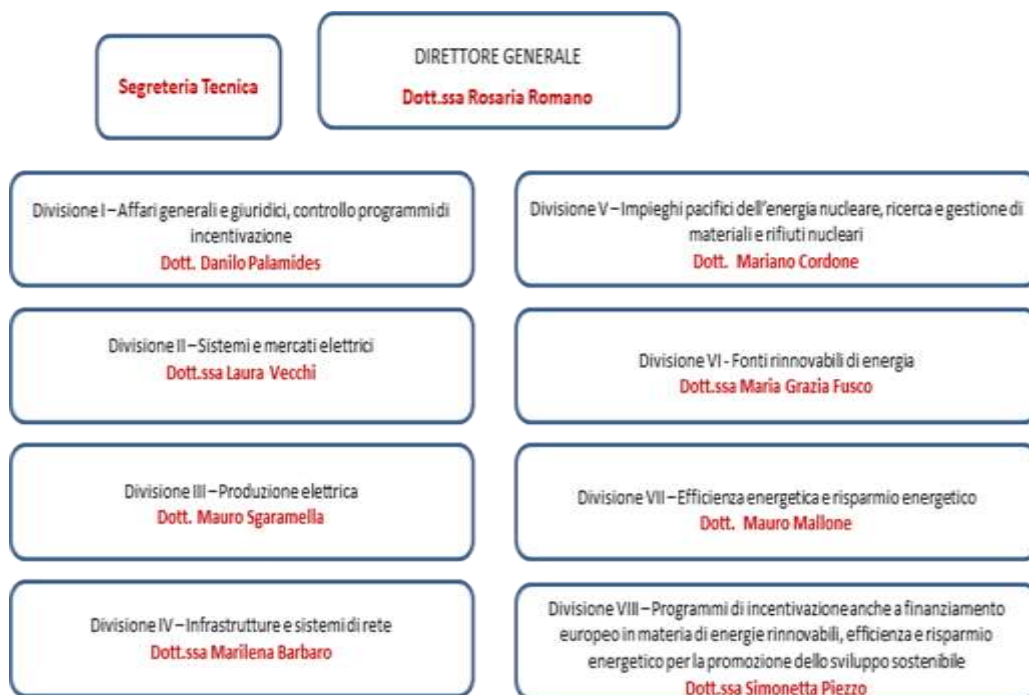 Segreteria Tecnica
DIRETTORE GENERALE
Dott.ssa Rosaria Romano
Divisione I – Affari generali e giuridici, controllo programmi di
incentivazione
Dott. Danilo Palamides
Divisione II – Sistemi e mercati elettrici
Dott.ssa Laura Vecchi
Divisione III – Produzione elettrica
Dott. Mauro Sgaramella
Divisione IV – Infrastrutture e sistemi di rete
Dott.ssa Marilena Barbaro
Divisione V – Impieghi pacifici dell'energia nucleare, ricerca e gestione di
materiali e rifiuti nucleari
Dott. Mariano Cordone
Divisione VI - Fonti rinnovabili di energia
Dott.ssa Maria Grazia Fusco
Divisione VII – Efficienza energetica e risparmio energetico
Dott. Mauro Mallone
Divisione VIII – Programmi di incentivazione anche a finanziamento
europeo in materia di energie rinnovabili, efficienza e risparmio
energetico per la promozione dello sviluppo sostenibile
Dott.ssa Simonetta Piezzo